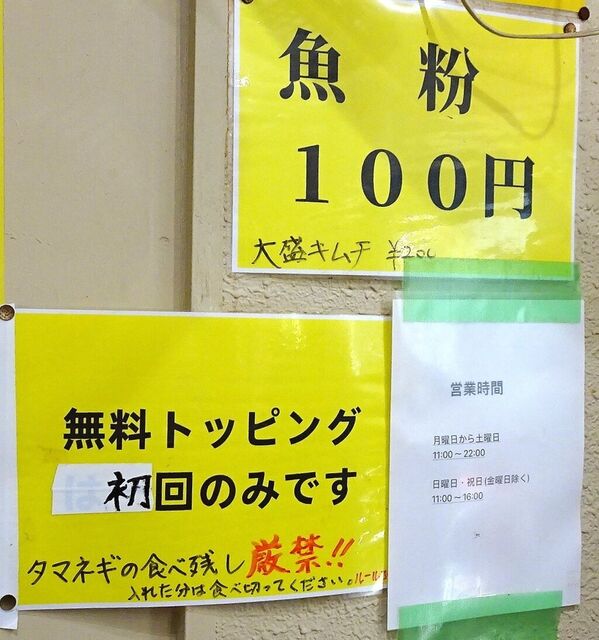 魚粉
100円
大盛キムチ ¥200
無料トッピング
初回のみです
タマネギの食べ残し厳禁!!
入れた分は食べ切ってください。ルール
営業時間
月曜日から土曜日
11:00～22:00
日曜日・祝日(金曜日除く)
11:00～16:00